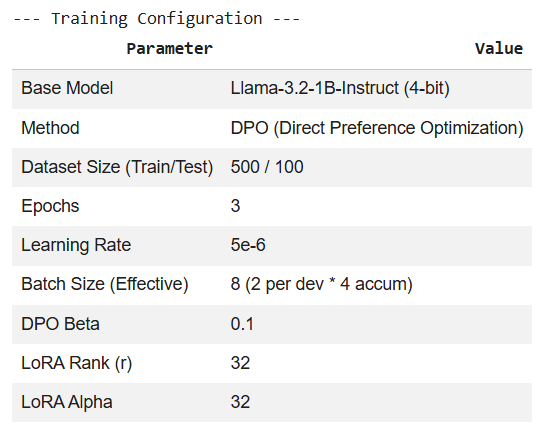 --- Training Configuration ---
Parameter Value
Base Model Llama-3.2-1B-Instruct (4-bit)
Method DPO (Direct Preference Optimization)
Dataset Size (Train/Test) 500 / 100
Epochs 3
Learning Rate 5e-6
Batch Size (Effective) 8 (2 per dev * 4 accum)
DPO Beta 0.1
LoRA Rank (r) 32
LoRA Alpha 32